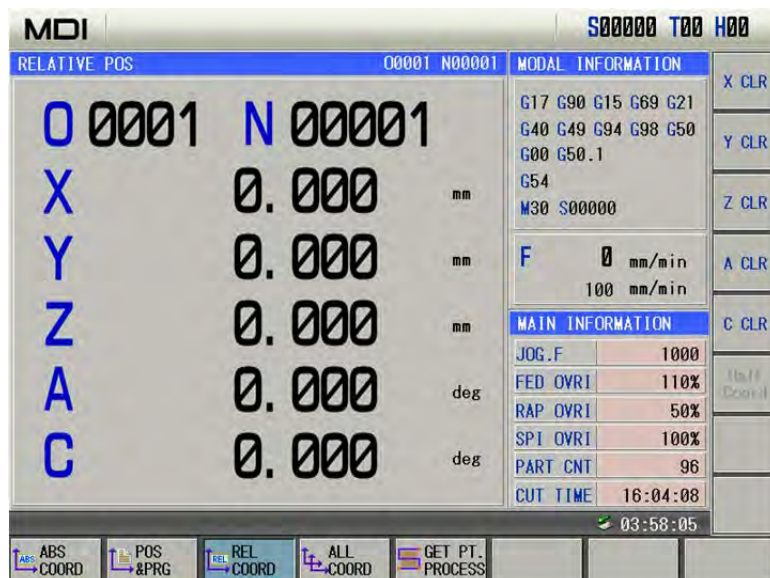 MDI S00000 T00 H00
RELATIVE POS O0001 N00001
O 0001 N 00001
X 0.000 mm
Y 0.000 mm
Z 0.000 mm
A 0.000 deg
C 0.000 deg
MODAL INFORMATION
G17 G90 G15 G69 G21
G40 G49 G94 G98 G50
G00 G50.1
G54
M30 S00000
F 0 mm/min
100 mm/min
MAIN INFORMATION
JOG.F 1000
FED OVRI 110%
RAP OVRI 50%
SPI OVRI 100%
PART CNT 96
CUT TIME 16:04:08
03:58:05
X CLR
Y CLR
Z CLR
A CLR
C CLR
Half
Coord
ABS
ABS
COORD
POS
&PRG
REL
REL
COORD
ALL
COORD
GET PT.
PROCESS